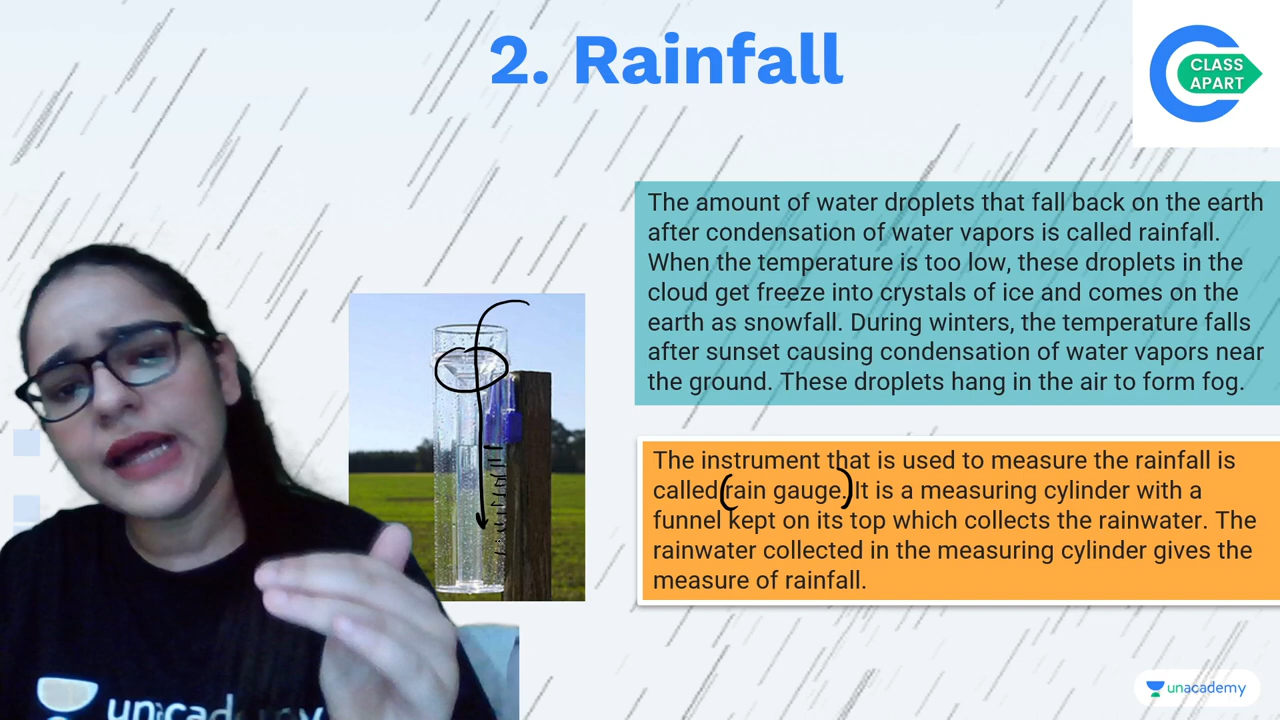 2. Rainfall
CLASS
APART
The amount of water droplets that fall back on the earth
after condensation of water vapors is called rainfall.
When the temperature is too low, these droplets in the
cloud get freeze into crystals of ice and comes on the
earth as snowfall. During winters, the temperature falls
after sunset causing condensation of water vapors near
the ground. These droplets hang in the air to form fog.
The instrument that is used to measure the rainfall is
called rain gauge. It is a measuring cylinder with a
funnel kept on its top which collects the rainwater. The
rainwater collected in the measuring cylinder gives the
measure of rainfall.
unacademy
unacademy